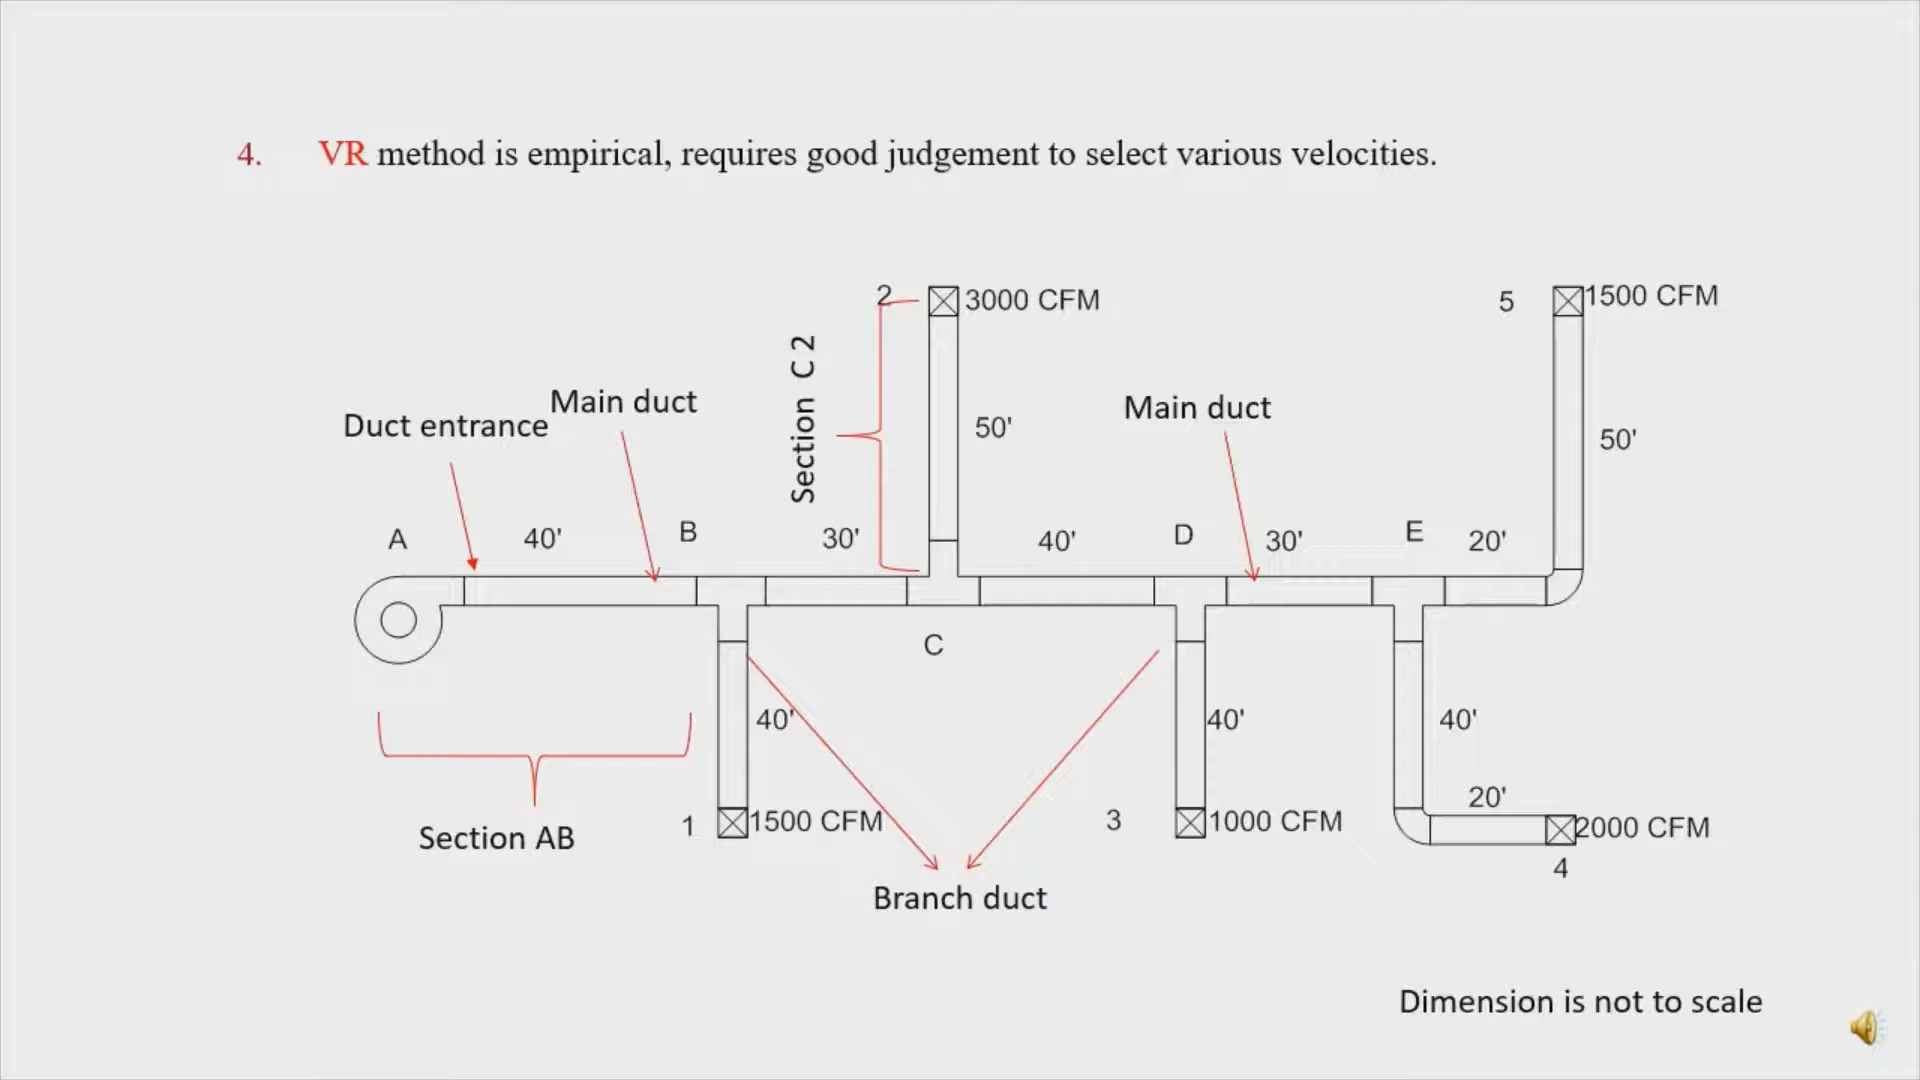 4. VR method is empirical, requires good judgement to select various velocities.
2
3000 CFM
5
1500 CFM
Section C 2
Main duct
Duct entrance
Main duct
50'
50'
A
40'
B
30'
40'
D
30'
E
20'
C
40'
40'
40'
20'
Section AB
1
1500 CFM
3
1000 CFM
2000 CFM
4
Branch duct
Dimension is not to scale